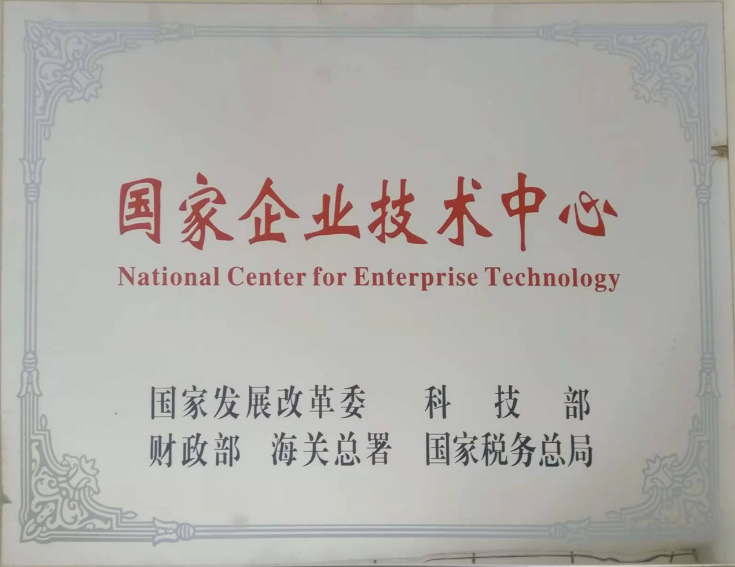 国家企业技术中心
National Center for Enterprise Technology
国家发展改革委 科技部
财政部 海关总署 国家税务总局